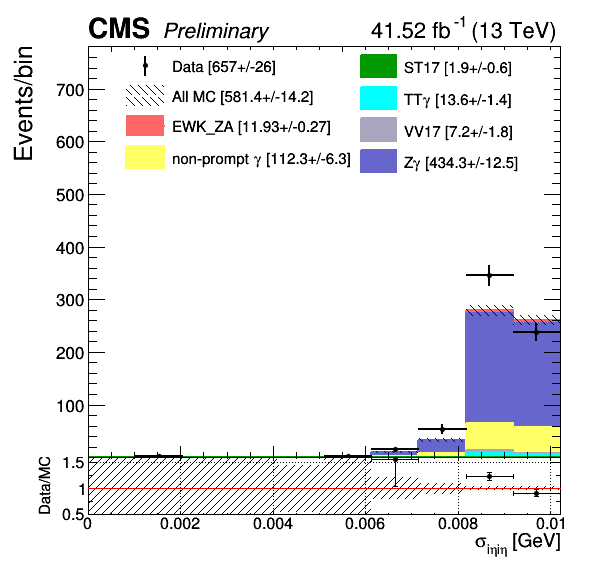 CMS Preliminary 41.52 fb⁻¹ (13 TeV)
Events/bin
Data [657+/-26]
All MC [581.4+/-14.2]
EWK_ZA [11.93+/-0.27]
non-prompt γ [112.3+/-6.3]
ST17 [1.9+/-0.6]
TTγ [13.6+/-1.4]
VV17 [7.2+/-1.8]
Zγ [434.3+/-12.5]
700
600
500
400
300
200
100
Data/MC
1.5
1
0.5
0 0.002 0.004 0.006 0.008 0.01
σiηiη [GeV]